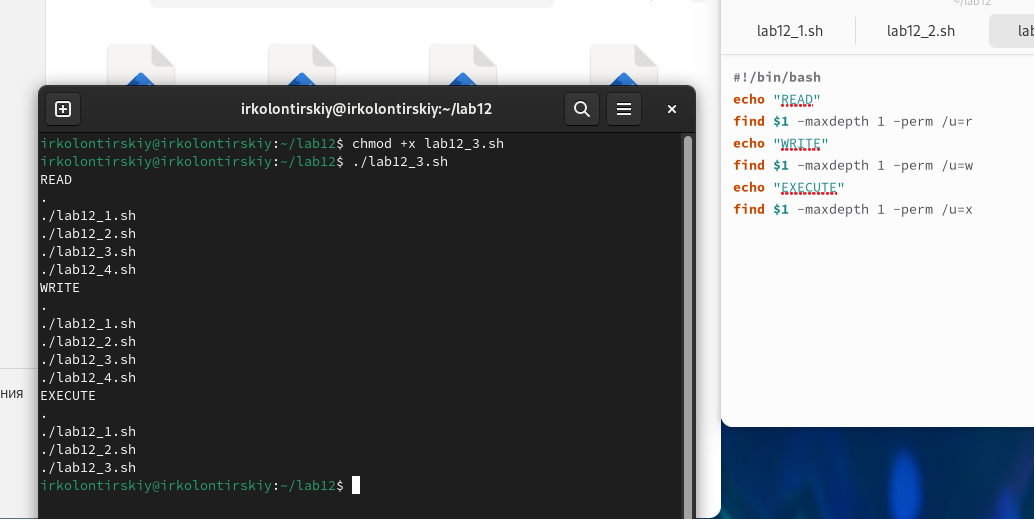 ~/lab12
lab12_1.sh
lab12_2.sh
lab
irkolontirskiy@irkolontirskiy:~/lab12
irkolontirskiy@irkolontirskiy:~/lab12$ chmod +x lab12_3.sh
irkolontirskiy@irkolontirskiy:~/lab12$ ./lab12_3.sh
READ
.
./lab12_1.sh
./lab12_2.sh
./lab12_3.sh
./lab12_4.sh
WRITE
.
./lab12_1.sh
./lab12_2.sh
./lab12_3.sh
./lab12_4.sh
EXECUTE
.
./lab12_1.sh
./lab12_2.sh
./lab12_3.sh
irkolontirskiy@irkolontirskiy:~/lab12$
#!/bin/bash
echo "READ"
find $1 -maxdepth 1 -perm /u=r
echo "WRITE"
find $1 -maxdepth 1 -perm /u=w
echo "EXECUTE"
find $1 -maxdepth 1 -perm /u=x
ния